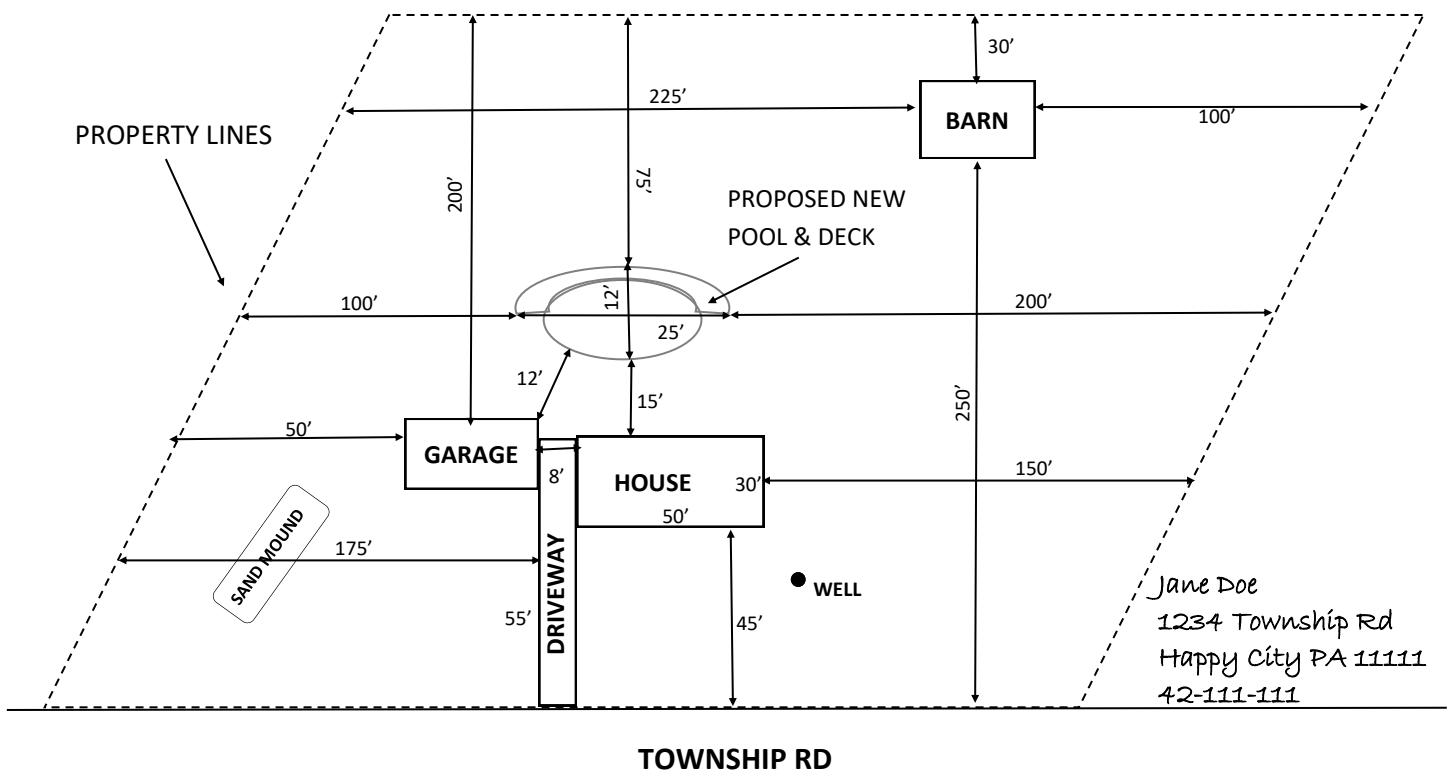 30’
225’
BARN
100’
PROPERTY LINES
200’
75’
PROPOSED NEW
POOL & DECK
100’
12’
25’
200’
12’
15’
250’
50’
GARAGE
8’
HOUSE
30’
50’
150’
SAND MOUND
175’
DRIVEWAY
55’
WELL
45’
Jane Doe
1234 Township Rd
Happy City PA 11111
42-111-111
TOWNSHIP RD